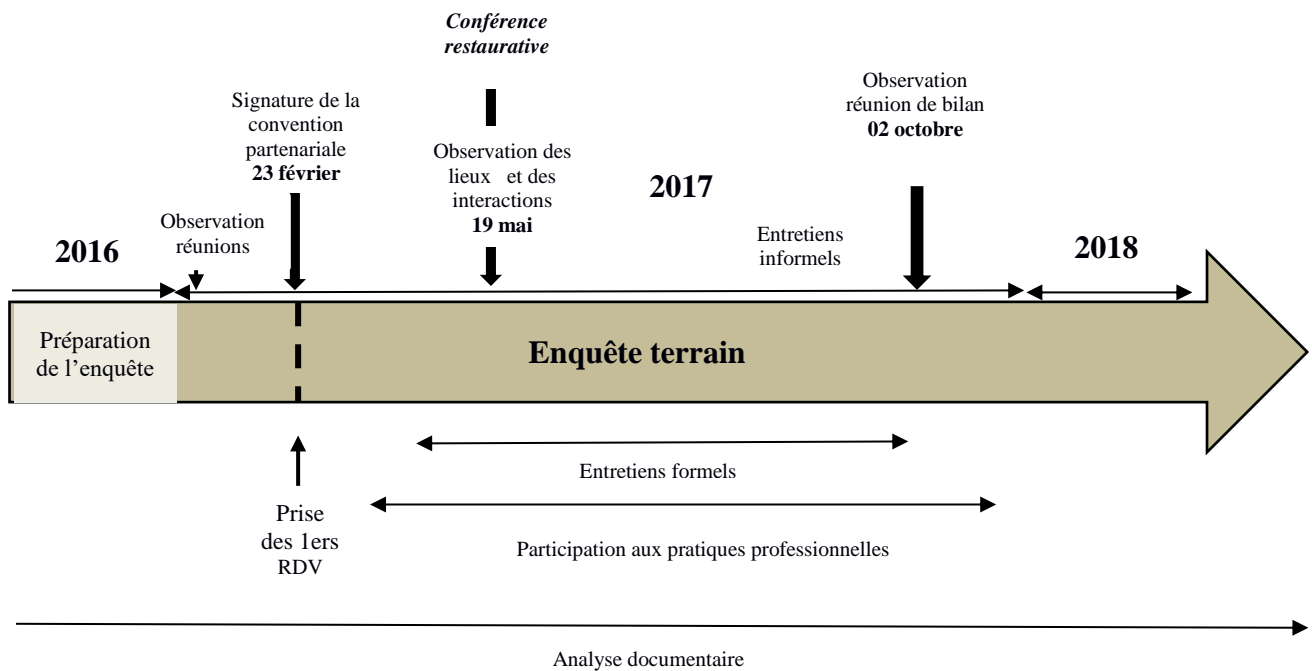 Conférence
restaurative
Signature de la
convention
partenariale
23 février
Observation
réunion de bilan
02 octobre
Observation des
lieux et des
interactions
19 mai
2017
Observation
réunions
2016
Entretiens
informels
2018
Préparation
de l’enquête
Enquête terrain
Entretiens formels
Prise
des 1ers
RDV
Participation aux pratiques professionnelles
Analyse documentaire